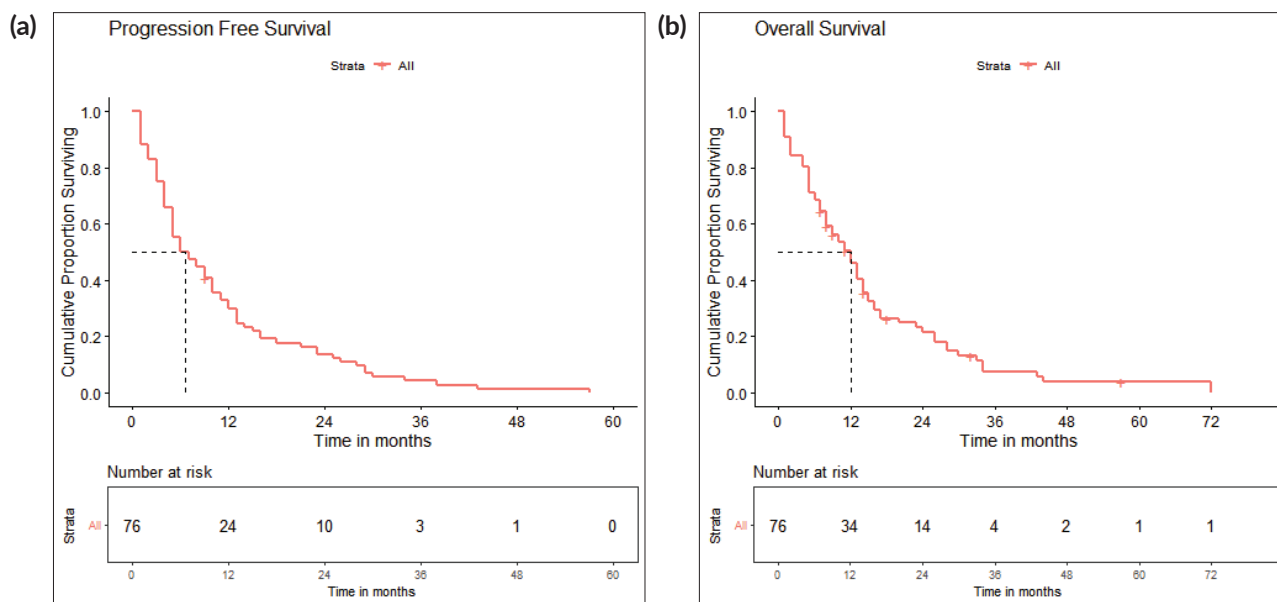 (a)
Progression Free Survival
Strata All
Cumulative Proportion Surviving
1.0
0.8
0.6
0.4
0.2
0.0
0 12 24 36 48 60
Time in months
Number at risk
Strata
All 76 24 10 3 1 0
0 12 24 36 48 60
Time in months
(b)
Overall Survival
Strata All
Cumulative Proportion Surviving
1.0
0.8
0.6
0.4
0.2
0.0
0 12 24 36 48 60 72
Time in months
Number at risk
Strata
All 76 34 14 4 2 1 1
0 12 24 36 48 60 72
Time in months